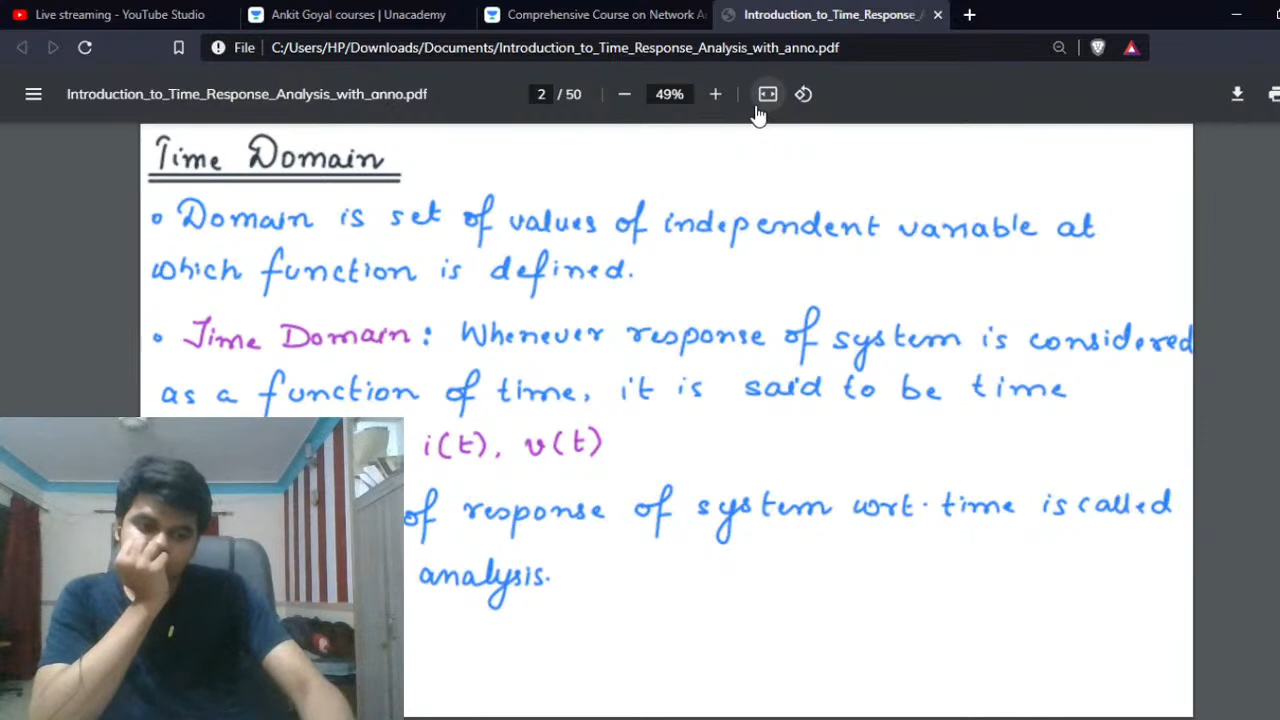 Live streaming - YouTube Studio
Ankit Goyal courses | Unacademy
Comprehensive Course on Network A
Introduction_to_Time_Response_
File C:/Users/HP/Downloads/Documents/Introduction_to_Time_Response_Analysis_with_anno.pdf
Introduction_to_Time_Response_Analysis_with_anno.pdf
2 / 50
49%
Time Domain
• Domain is set of values of independent variable at
which function is defined.
• Time Domain: Whenever response of system is considered
as a function of time, it is said to be time
i(t), v(t)
of response of system wrt. time is called
analysis.